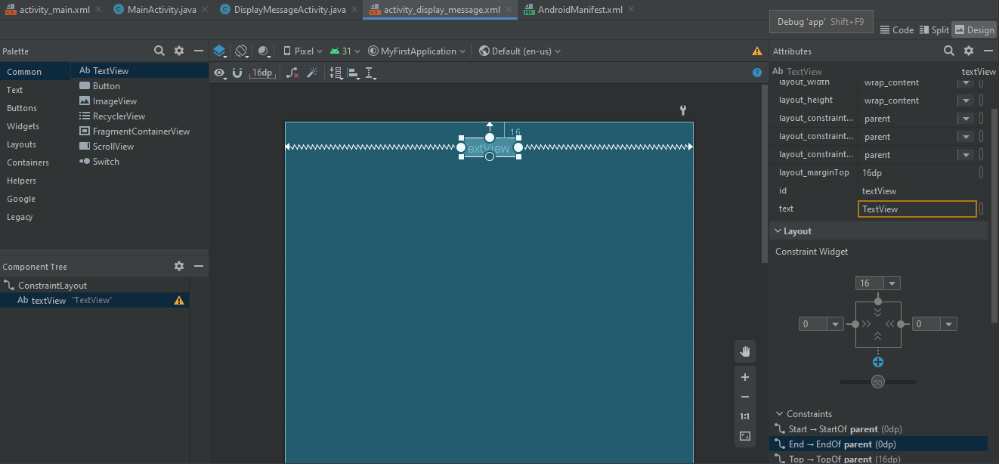 activity_main.xml
MainActivity.java
DisplayMessageActivity.java
activity_display_message.xml
AndroidManifest.xml
Debug 'app' Shift+F9
Code
Split
Design
Palette
Pixel
31
MyFirstApplication
Default (en-us)
Attributes
Common
Text
Buttons
Widgets
Layouts
Containers
Helpers
Google
Legacy
Ab TextView
Button
ImageView
RecyclerView
FragmentContainerView
ScrollView
Switch
16dp
Ab TextView
textView
16
TextView
layout_width wrap_content
layout_height wrap_content
layout_constraint... parent
layout_constraint... parent
layout_constraint... parent
layout_marginTop 16dp
id textView
text TextView
Layout
Constraint Widget
16
0
0
50
Component Tree
ConstraintLayout
Ab textView "TextView"
1:1
Constraints
Start → StartOf parent (0dp)
End → EndOf parent (0dp)
Top → TopOf parent (16dp)